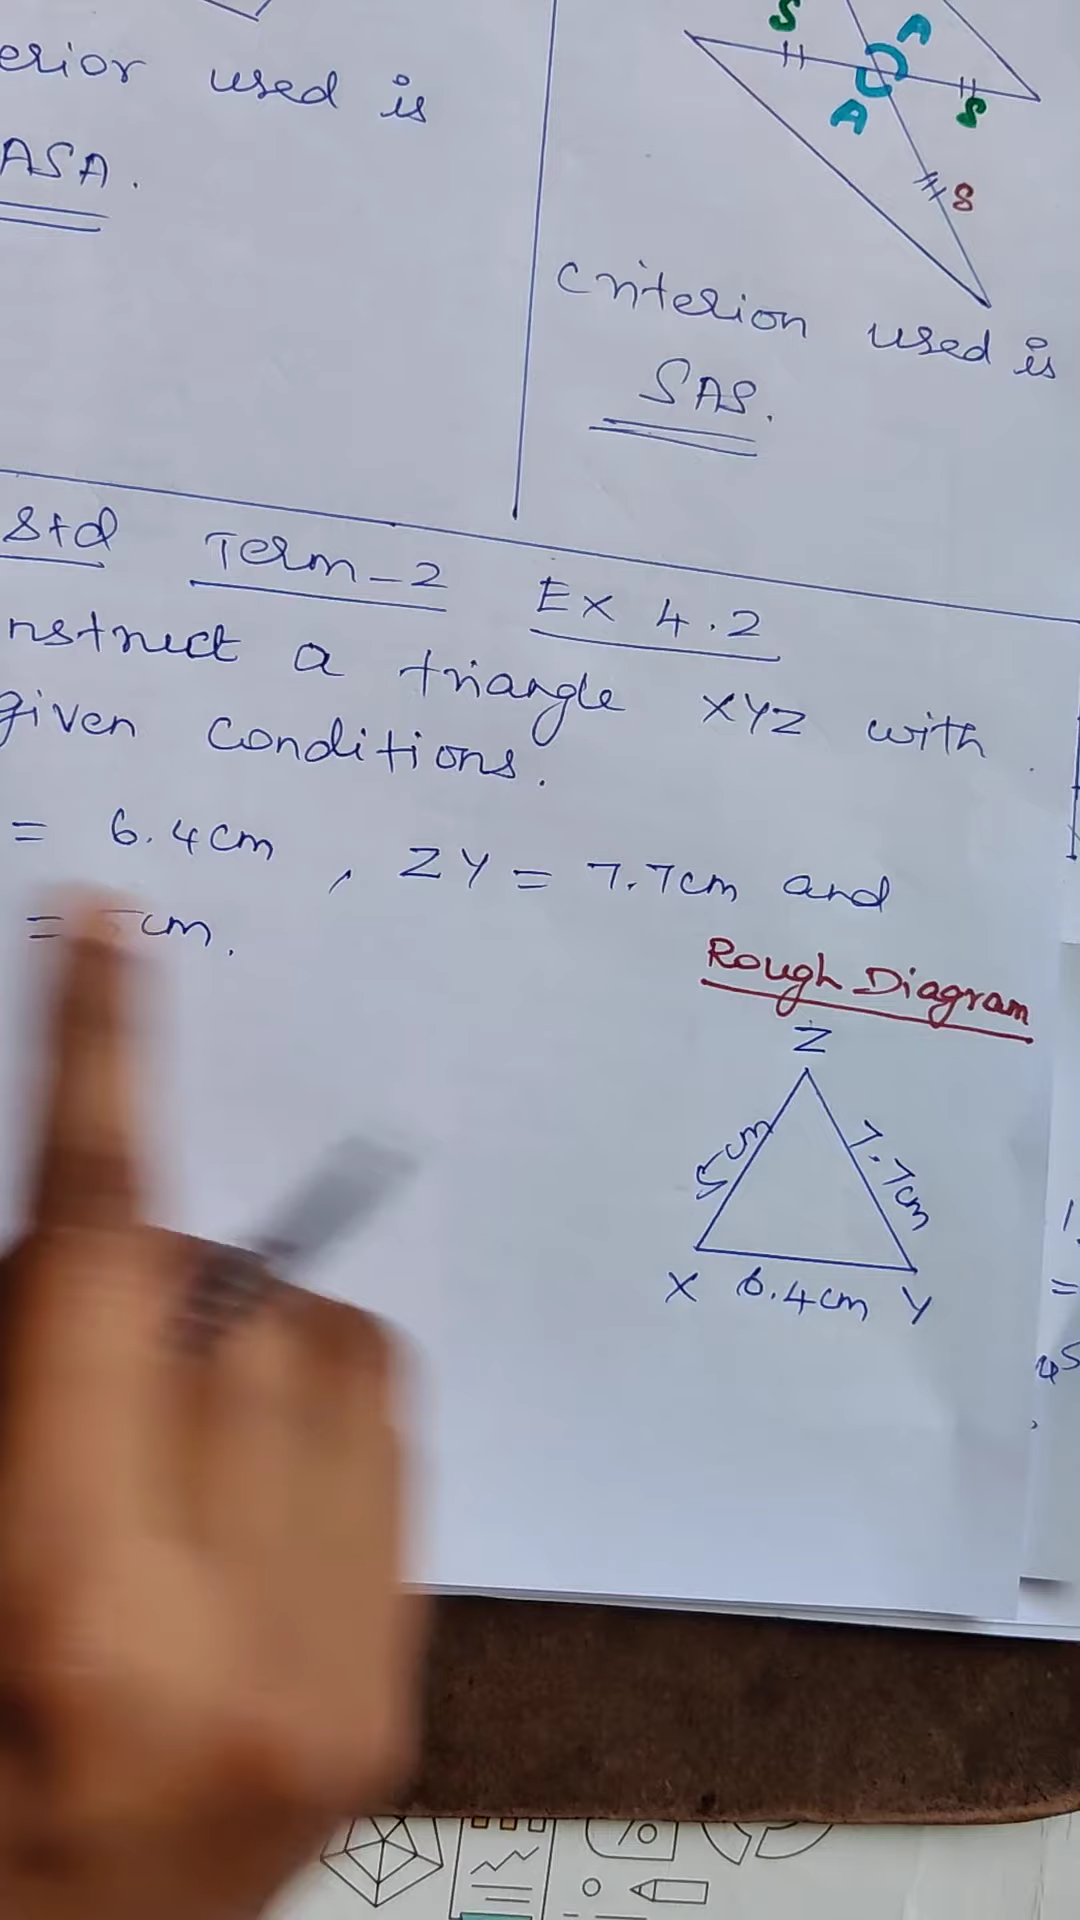 S
A
A
S
S
erior used is
ASA.
criterion used is
SAS.
std Term-2 Ex 4.2
nstruct a triangle XYZ with
given conditions.
= 6.4cm, ZY = 7.7cm and
= 5cm.
Rough Diagram
Z
5cm
7.7cm
X 6.4cm Y